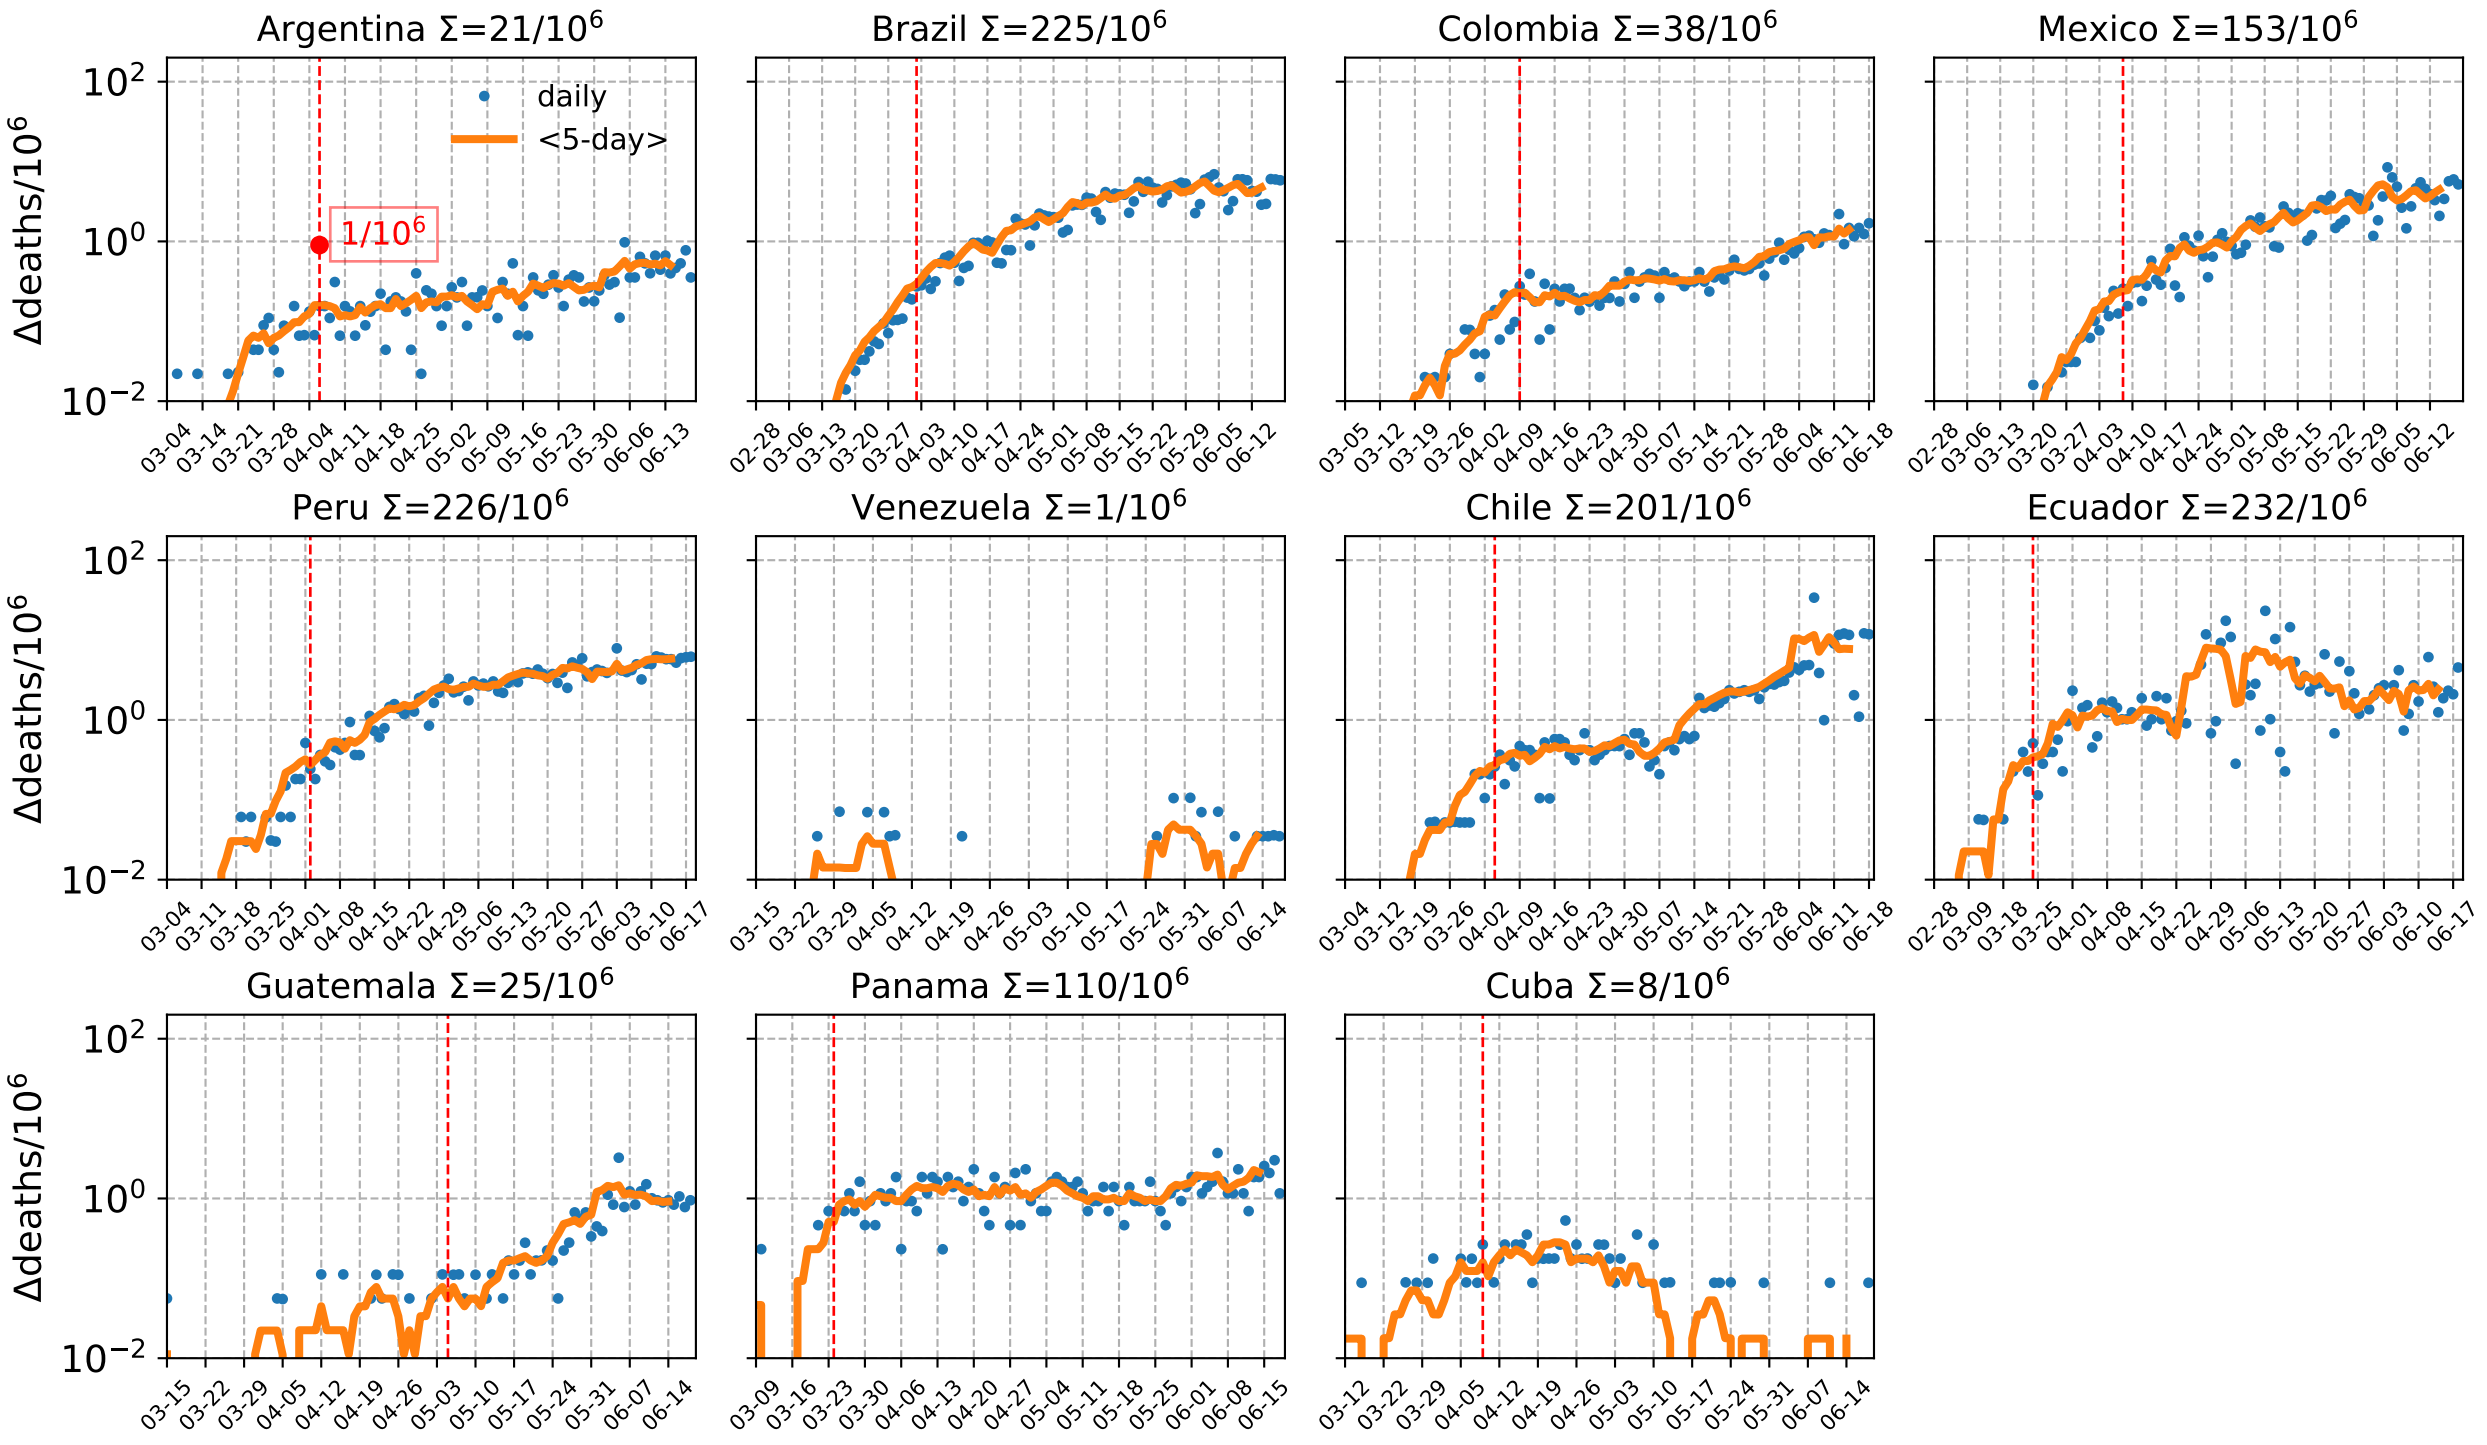 Argentina Σ=21/10⁶
Brazil Σ=225/10⁶
Colombia Σ=38/10⁶
Mexico Σ=153/10⁶
Δdeaths/10⁶
10²
10⁰
10⁻²
daily
<5-day>
1/10⁶
03-04 03-14 03-21 03-28 04-04 04-11 04-18 04-25 05-02 05-09 05-16 05-23 05-30 06-06 06-13
02-28 03-06 03-13 03-20 03-27 04-03 04-10 04-17 04-24 05-01 05-08 05-15 05-22 05-29 06-05 06-12
03-05 03-12 03-19 03-26 04-02 04-09 04-16 04-23 04-30 05-07 05-14 05-21 05-28 06-04 06-11 06-18
02-28 03-06 03-13 03-20 03-27 04-03 04-10 04-17 04-24 05-01 05-08 05-15 05-22 05-29 06-05 06-12
Peru Σ=226/10⁶
Venezuela Σ=1/10⁶
Chile Σ=201/10⁶
Ecuador Σ=232/10⁶
Δdeaths/10⁶
10²
10⁰
10⁻²
03-04 03-11 03-18 03-25 04-01 04-08 04-15 04-22 04-29 05-06 05-13 05-20 05-27 06-03 06-10 06-17
03-15 03-22 03-29 04-05 04-12 04-19 04-26 05-03 05-10 05-17 05-24 05-31 06-07 06-14
03-04 03-12 03-19 03-26 04-02 04-09 04-16 04-23 04-30 05-07 05-14 05-21 05-28 06-04 06-11 06-18
02-28 03-09 03-18 03-25 04-01 04-08 04-15 04-22 04-29 05-06 05-13 05-20 05-27 06-03 06-10 06-17
Guatemala Σ=25/10⁶
Panama Σ=110/10⁶
Cuba Σ=8/10⁶
Δdeaths/10⁶
10²
10⁰
10⁻²
03-15 03-22 03-29 04-05 04-12 04-19 04-26 05-03 05-10 05-17 05-24 05-31 06-07 06-14
03-09 03-16 03-23 03-30 04-06 04-13 04-20 04-27 05-04 05-11 05-18 05-25 06-01 06-08 06-15
03-12 03-22 03-29 04-05 04-12 04-19 04-26 05-03 05-10 05-17 05-24 05-31 06-07 06-14